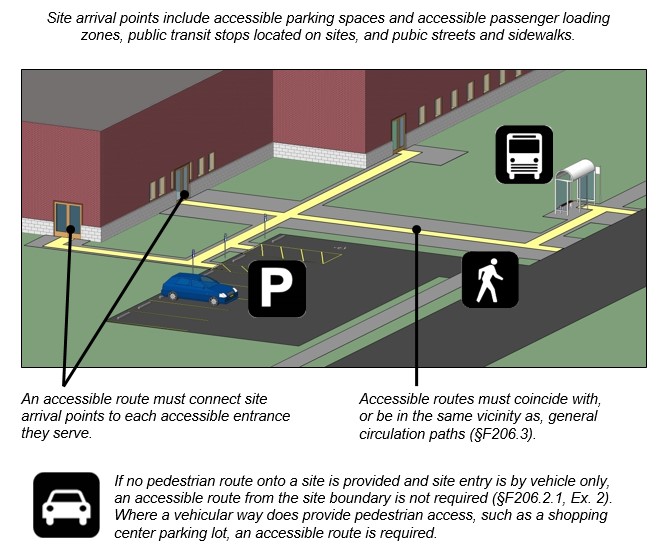 Site arrival points include accessible parking spaces and accessible passenger loading
zones, public transit stops located on sites, and pubic streets and sidewalks.
P
An accessible route must connect site
arrival points to each accessible entrance
they serve.
Accessible routes must coincide with,
or be in the same vicinity as, general
circulation paths (§F206.3).
If no pedestrian route onto a site is provided and site entry is by vehicle only,
an accessible route from the site boundary is not required (§F206.2.1, Ex. 2).
Where a vehicular way does provide pedestrian access, such as a shopping
center parking lot, an accessible route is required.